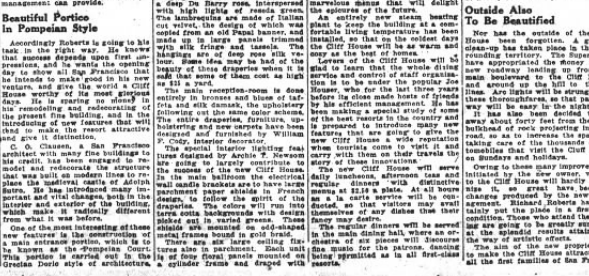 management can provide.
Beautiful Portico
in Pompeian Style
Accordingly Roberts is going to his
task in the right way. He knows
that success depends upon first im-
pressions, and he wants the opening
day to show all San Francisco that
he intends to make good in his new
venture, and give the world a Cliff
House worthy of its most glorious
days. He is sparing no money in
his remodeling and redecorating of
the present fine building, and in the
introducing of new features that will
tend to make the resort attractive
and give it distinction.
C. O. Clausen, a San Francisco
architect with many fine buildings to
his credit, has been engaged to re-
model and redecorate the structure
that was built on modern lines to re-
place the medieval castle of Adolph
Sutro. He has introduced many im-
portant and vital changes, both in the
interior and exterior of the building,
which make it radically different
from what it was before.
One of the most interesting of these
new features is the construction of
a main entrance portico, which is to
be known as the Pompeian Court.
This portico is carried out in the
Grecian Doric style of architecture,
a deep Du Barry rose, interspersed
with high lights of reseda green.
The lambrequins are made of Italian
cut velvet, the design of which was
copied from an old Papal banner, and
made up in large panels trimmed
with silk fringe and tassels. The
hangings are of deep rose silk ve-
lour. Some idea may be had of the
beauty of these draperies when it is
said that some of them cost as high
as $11 a yard.
The main reception-room is done
entirely in bronzes and blues of taf-
feta and silk damask, the upholstery
following out the same color scheme.
The entire draperies, furniture, up-
holstering and new carpets have been
designed and furnished by William
F. Cody, interior decorator.
The special interior lighting feat-
ures designed by Archie T. Newsom
are going to largely contribute to
the success of the new Cliff House.
In the main ballroom the electrical
wall candle brackets are to have large
parchment paper shields in French
design, to follow the spirit of the
draperies. The colors will run into
terra cotta backgrounds with design
picked out in varied greens. These
shields are mounted on odd-shaped
metal frames bound in gold braid.
There are six large ceiling fix-
tures also in parchment. Each unit
is of four floral panels mounted on
a cylinder frame and draped with
marvelous menus that will delight
the epicures of the future.
An entirely new steam heating
plant to keep the building at a com-
fortable living temperature has been
installed, so that on the coldest days
the Cliff House will be as warm and
cozy as the best of homes.
Lovers of the Cliff House will be
glad to learn that the whole dining
service and control of staff organisa-
tion is to be under the popular Joe
Houser, who for the last three years
before its close made hosts of friends
by his efficient management. He has
been making a special study of some
of the best resorts in the country and
is prepared to introduce many new
features that are going to give the
new Cliff House a wide reputation
when tourists come to visit it and
carry with them on their travels the
story of these innovations.
The new Cliff House will serve
daily luncheon, afternoon teas and
regular dinners with distinctive
menus at $1.50 a plate. At all hours
an a la carte service will be con-
ducted, so that visitors may avail
themselves of any dishes that their
fancy may desire.
The regular dinners will be served
in the main dining hall, where an or-
chestra of six pieces will discourse
fine music for the patrons, dancing
being permitted as in all first-class
resorts.
Outside Also
To Be Beautified
Nor has the outside of the
House been forgotten. A g
clean-up has taken place in the
rounding territory. The Super
have appropriated the money
new roadway leading up fro
main boulevard to the Cliff
and around up the hill to t
lines. Arc lights will be strung
these thoroughfares, so that pa
way will be easy in the night
It has also been decided
away about forty feet from the
bulkhead of rock projecting in
road, so as to increase the spa
taking care of the thousands
tomobiles that visit the Cliff
on Sundays and holidays.
Owing to these many improve
initiated by the new owner,
to the Cliff House will hardly
nize it, so great have been
changes produced by the new
agement. Richard Roberts has
tainly put the place in a fine
condition. Those who attend the
ing are going to be greatly sur
at the splendid results attai
the way of artistic effects.
The aim of the new propri
to make the Cliff House attrac
all the first families of San F